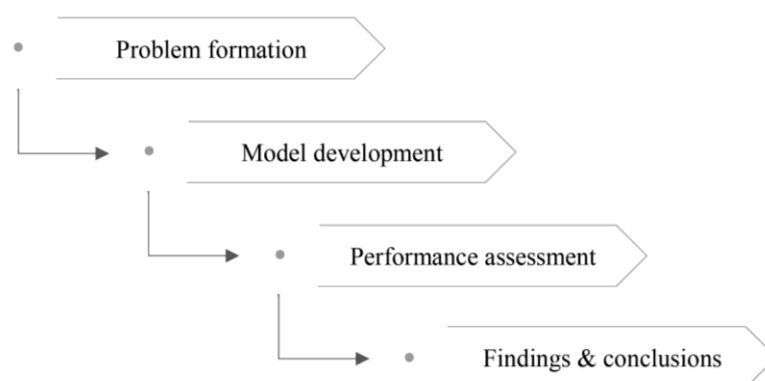 Problem formation
Model development
Performance assessment
Findings & conclusions